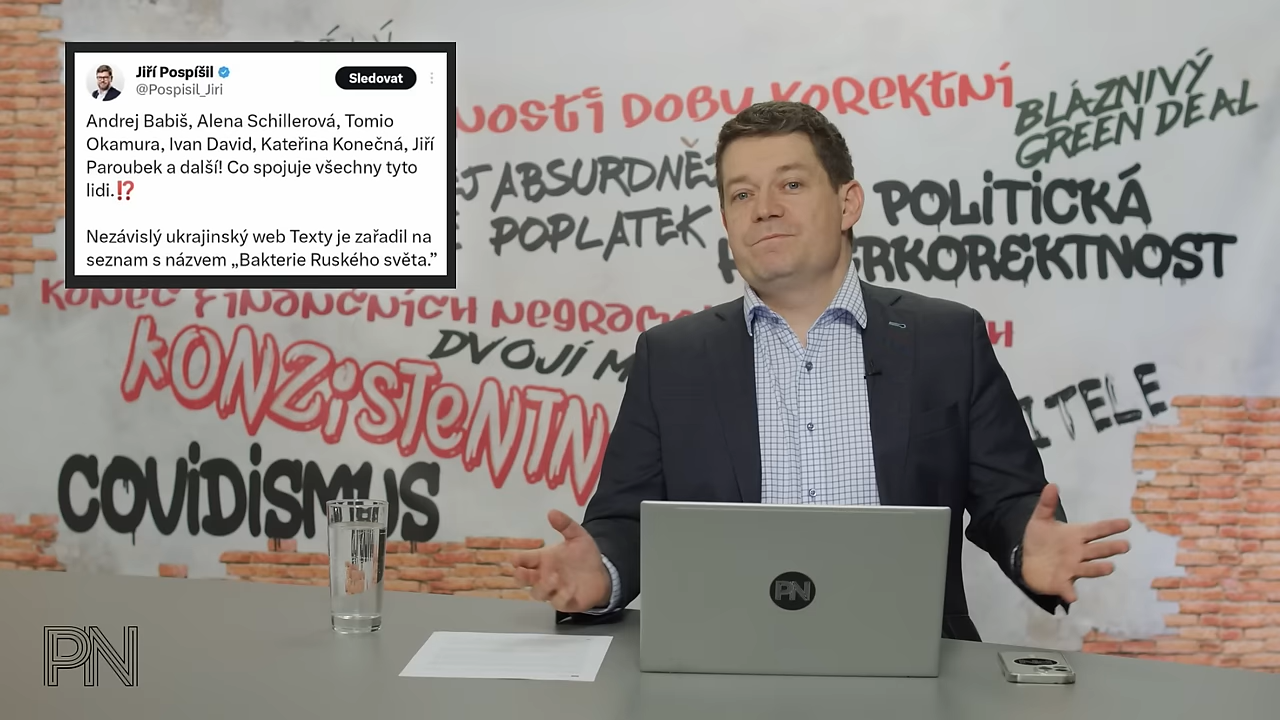 Jiří Pospíšil
@Pospisil_Jiri
Sledovat
Andrej Babiš, Alena Schillerová, Tomio
Okamura, Ivan David, Kateřina Konečná, Jiří
Paroubek a další! Co spojuje všechny tyto
lidi.⁉️
Nezávislý ukrajinský web Texty je zařadil na
seznam s názvem „Bakterie Ruského světa.”
DOBY KOREKTNÍ
BLÁZNIVÝ
GREEN DEAL
POPLATEK
POLITICKÁ
KONEC FINANČNÍCH
DVOJÍ
COVIDISMUS
PN
PN